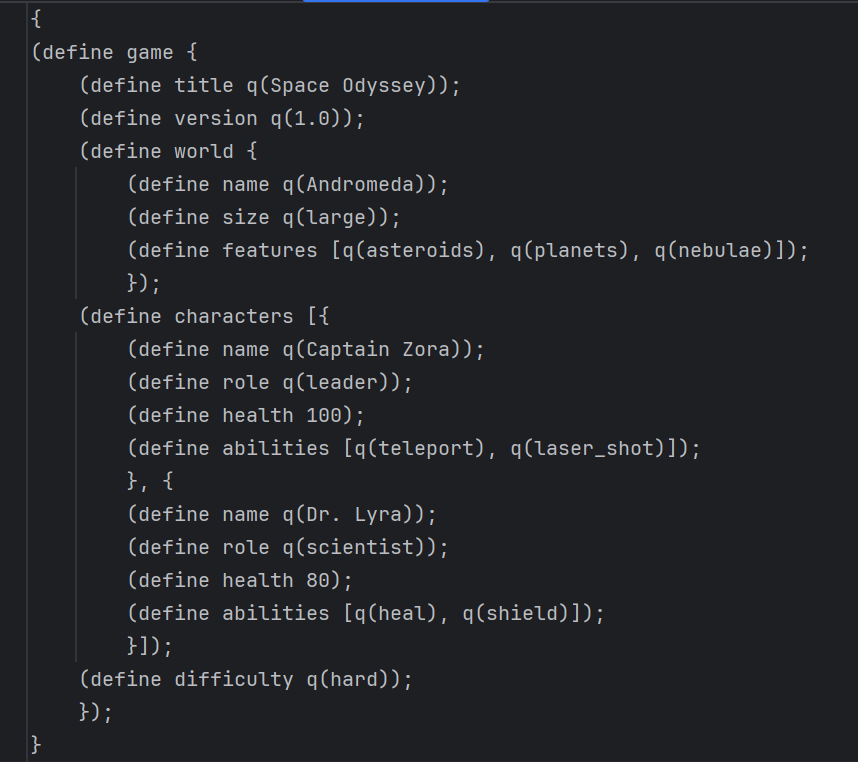 {
(define game {
    (define title q(Space Odyssey));
    (define version q(1.0));
    (define world {
        (define name q(Andromeda));
        (define size q(large));
        (define features [q(asteroids), q(planets), q(nebulae)]);
        });
    (define characters [{
        (define name q(Captain Zora));
        (define role q(leader));
        (define health 100);
        (define abilities [q(teleport), q(laser_shot)]);
        }, {
        (define name q(Dr. Lyra));
        (define role q(scientist));
        (define health 80);
        (define abilities [q(heal), q(shield)]);
        }]);
    (define difficulty q(hard));
    });
}